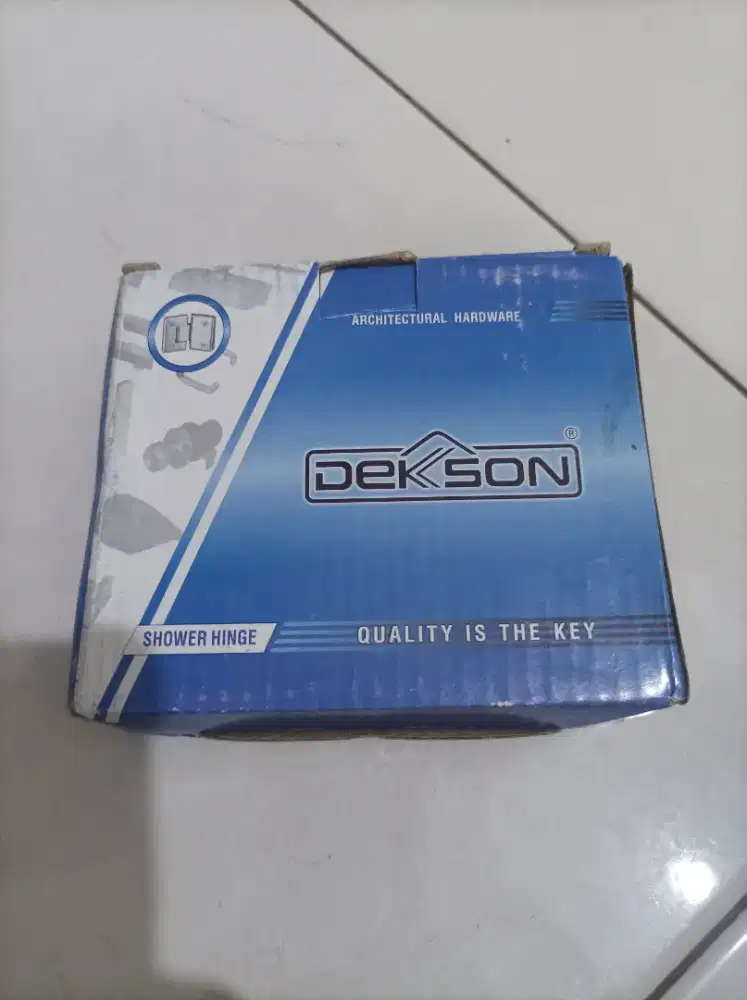 ARCHITECTURAL HARDWARE
DEKSON®
SHOWER HINGE
QUALITY IS THE KEY